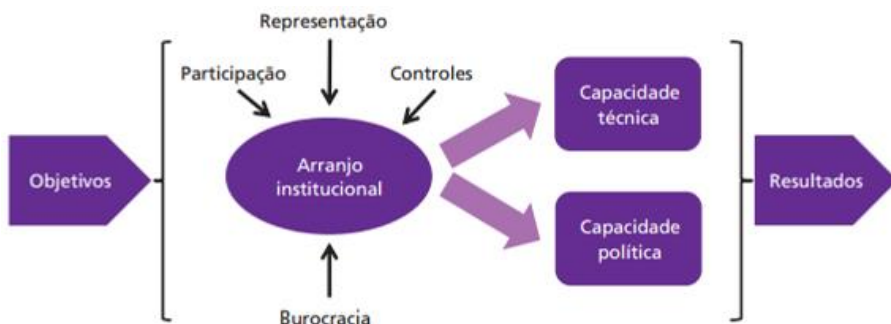 Representação
Participação
Controles
Capacidade
técnica
Objetivos
Arranjo
institucional
Resultados
Capacidade
política
Burocracia